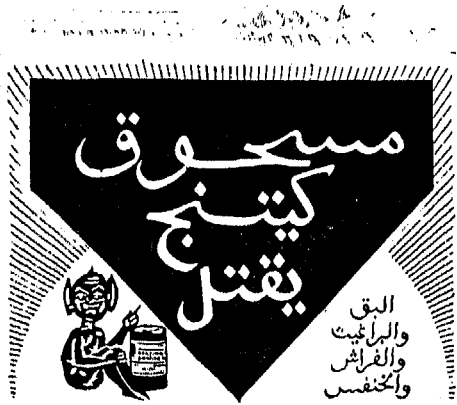 مسحوق
كيتنج
يقتل
البق
والبراغيث
والفراش
والخنفس